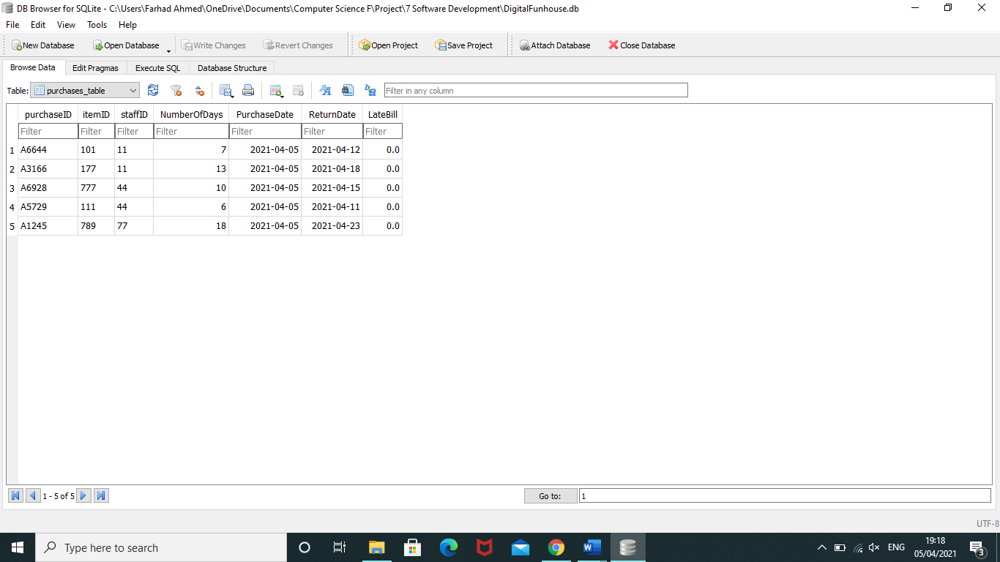 DB Browser for SQLite - C:\Users\Farhad Ahmed\OneDrive\Documents\Computer Science F\Project\7 Software Development\DigitalFunhouse.db
File Edit View Tools Help
New Database Open Database Write Changes Revert Changes Open Project Save Project Attach Database Close Database
Browse Data Edit Pragmas Execute SQL Database Structure
Table: purchases_table Filter in any column
purchaseID itemID staffID NumberOfDays PurchaseDate ReturnDate LateBill
Filter Filter Filter Filter Filter Filter Filter
1 A6644 101 11 7 2021-04-05 2021-04-12 0.0
2 A3166 177 11 13 2021-04-05 2021-04-18 0.0
3 A6928 777 44 10 2021-04-05 2021-04-15 0.0
4 A5729 111 44 6 2021-04-05 2021-04-11 0.0
5 A1245 789 77 18 2021-04-05 2021-04-23 0.0
1 - 5 of 5 Go to: 1
UTF-8
Type here to search ENG 19:18
05/04/2021 3